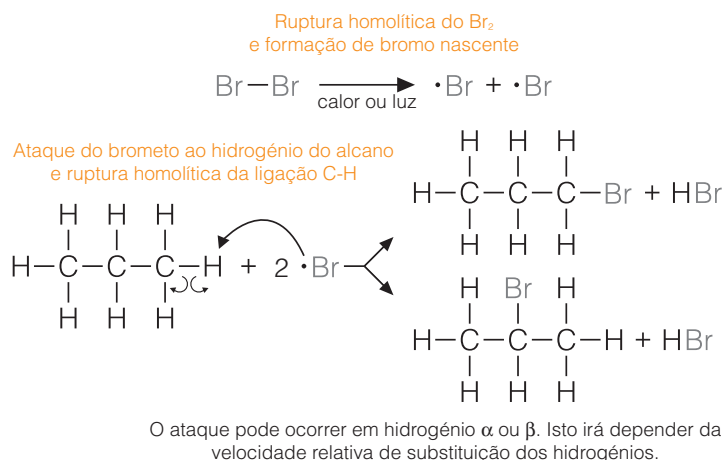 Ruptura homolítica do Br₂
e formação de bromo nascente
Br—Br calor ou luz ·Br + ·Br
Ataque do brometo ao hidrogénio do alcano
e ruptura homolítica da ligação C-H
H H H
H—C—C—C—H + 2 ·Br
H H H
H H H
H—C—C—C—Br + HBr
H H H
H Br H
H—C—C—C—H + HBr
H H H
O ataque pode ocorrer em hidrogénio α ou β. Isto irá depender da
velocidade relativa de substituição dos hidrogénios.